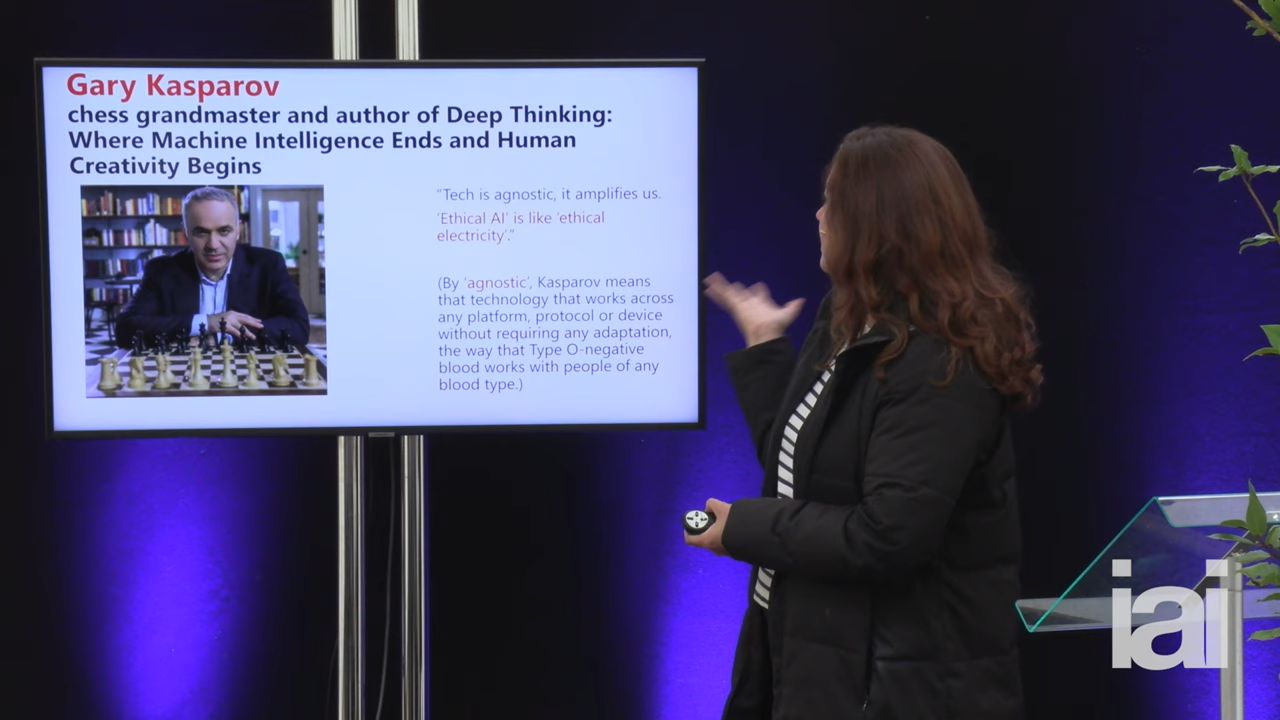 Gary Kasparov
chess grandmaster and author of Deep Thinking:
Where Machine Intelligence Ends and Human
Creativity Begins
“Tech is agnostic, it amplifies us.
‘Ethical AI’ is like ‘ethical
electricity’.”
(By ‘agnostic’, Kasparov means
that technology that works across
any platform, protocol or device
without requiring any adaptation,
the way that Type O-negative
blood works with people of any
blood type.)
iai